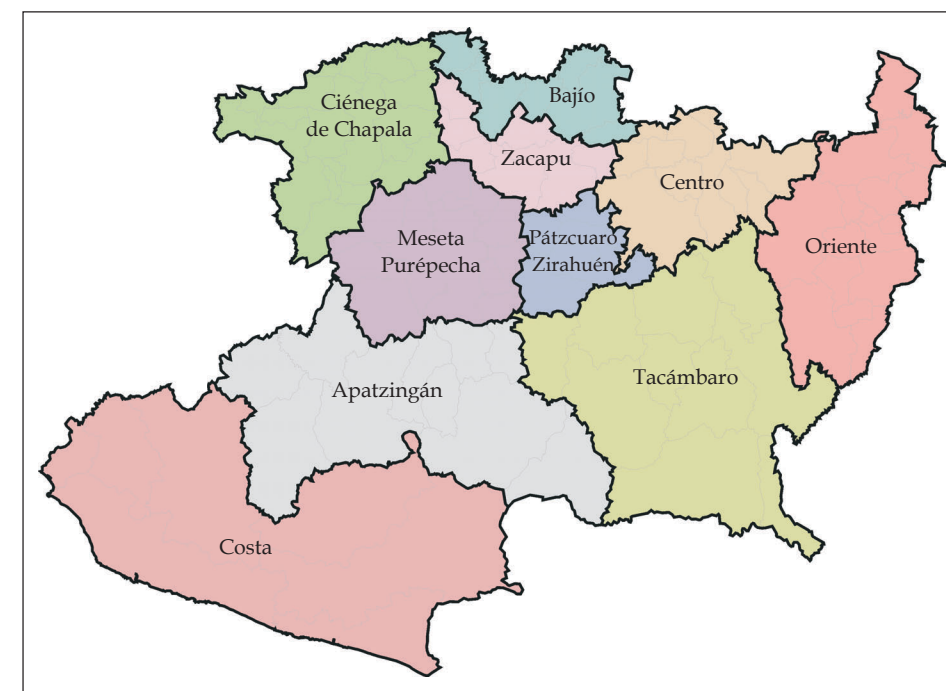 Bajío
Ciénega
de Chapala
Zacapu
Centro
Meseta
Purépecha
Pátzcuaro
Zirahuén
Oriente
Tacámbaro
Apatzingán
Costa